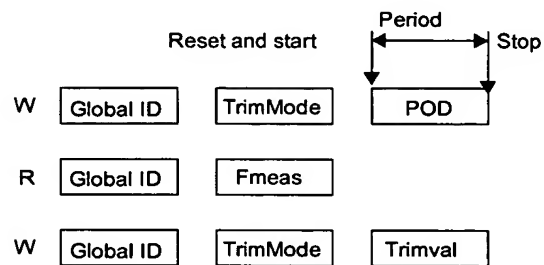 Period
Reset and start Stop
W Global ID TrimMode POD
R Global ID Fmeas
W Global ID TrimMode Trimval